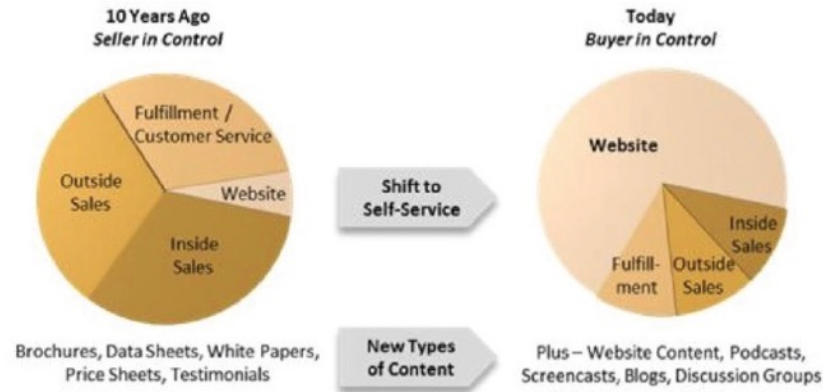 10 Years Ago
Seller in Control
Today
Buyer in Control
Fulfillment /
Customer Service
Outside
Sales
Website
Inside
Sales
Shift to
Self-Service
Website
Inside
Sales
Fulfill-
ment
Outside
Sales
Brochures, Data Sheets, White Papers,
Price Sheets, Testimonials
New Types
of Content
Plus – Website Content, Podcasts,
Screencasts, Blogs, Discussion Groups